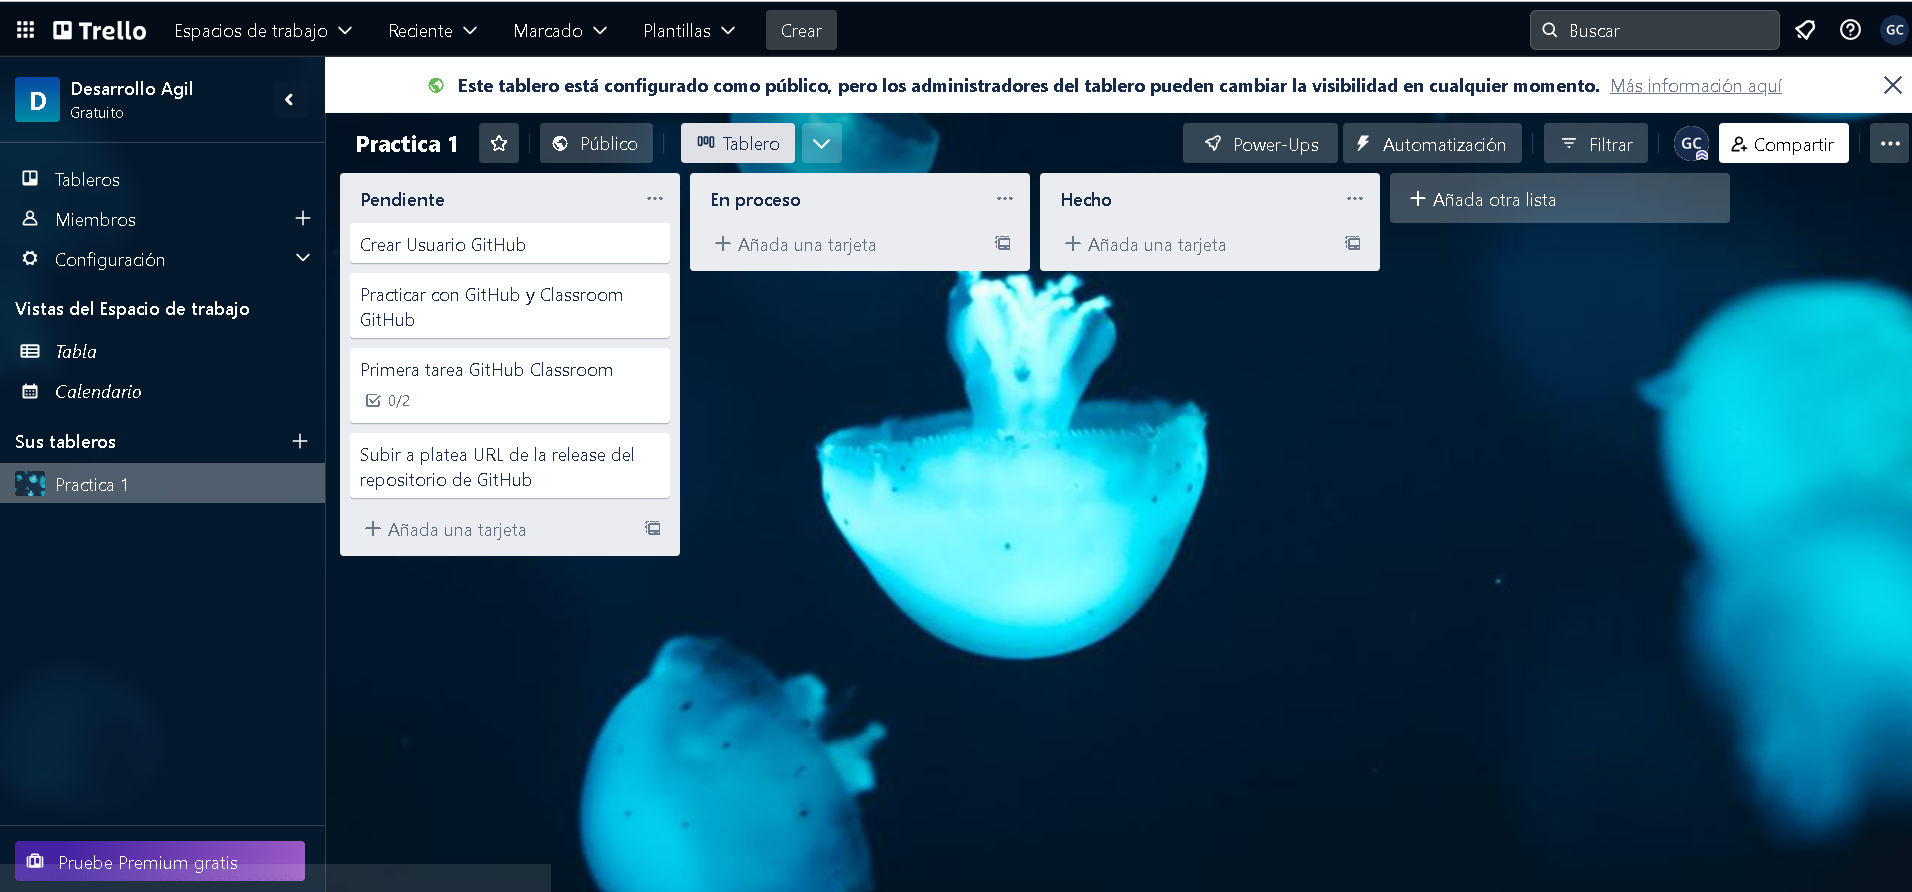 Trello
Espacios de trabajo
Reciente
Marcado
Plantillas
Crear
Buscar
GC
D
Desarrollo Agil
Gratuito
Este tablero está configurado como público, pero los administradores del tablero pueden cambiar la visibilidad en cualquier momento. Más información aquí
Practica 1
Público
Tablero
Power-Ups
Automatización
Filtrar
GC
Compartir
Tableros
Miembros
Configuración
Vistas del Espacio de trabajo
Tabla
Calendario
Sus tableros
Practica 1
Pruebe Premium gratis
Pendiente
Crear Usuario GitHub
Practicar con GitHub y Classroom
GitHub
Primera tarea GitHub Classroom
0/2
Subir a platea URL de la release del
repositorio de GitHub
Añada una tarjeta
En proceso
Añada una tarjeta
Hecho
Añada una tarjeta
Añada otra lista